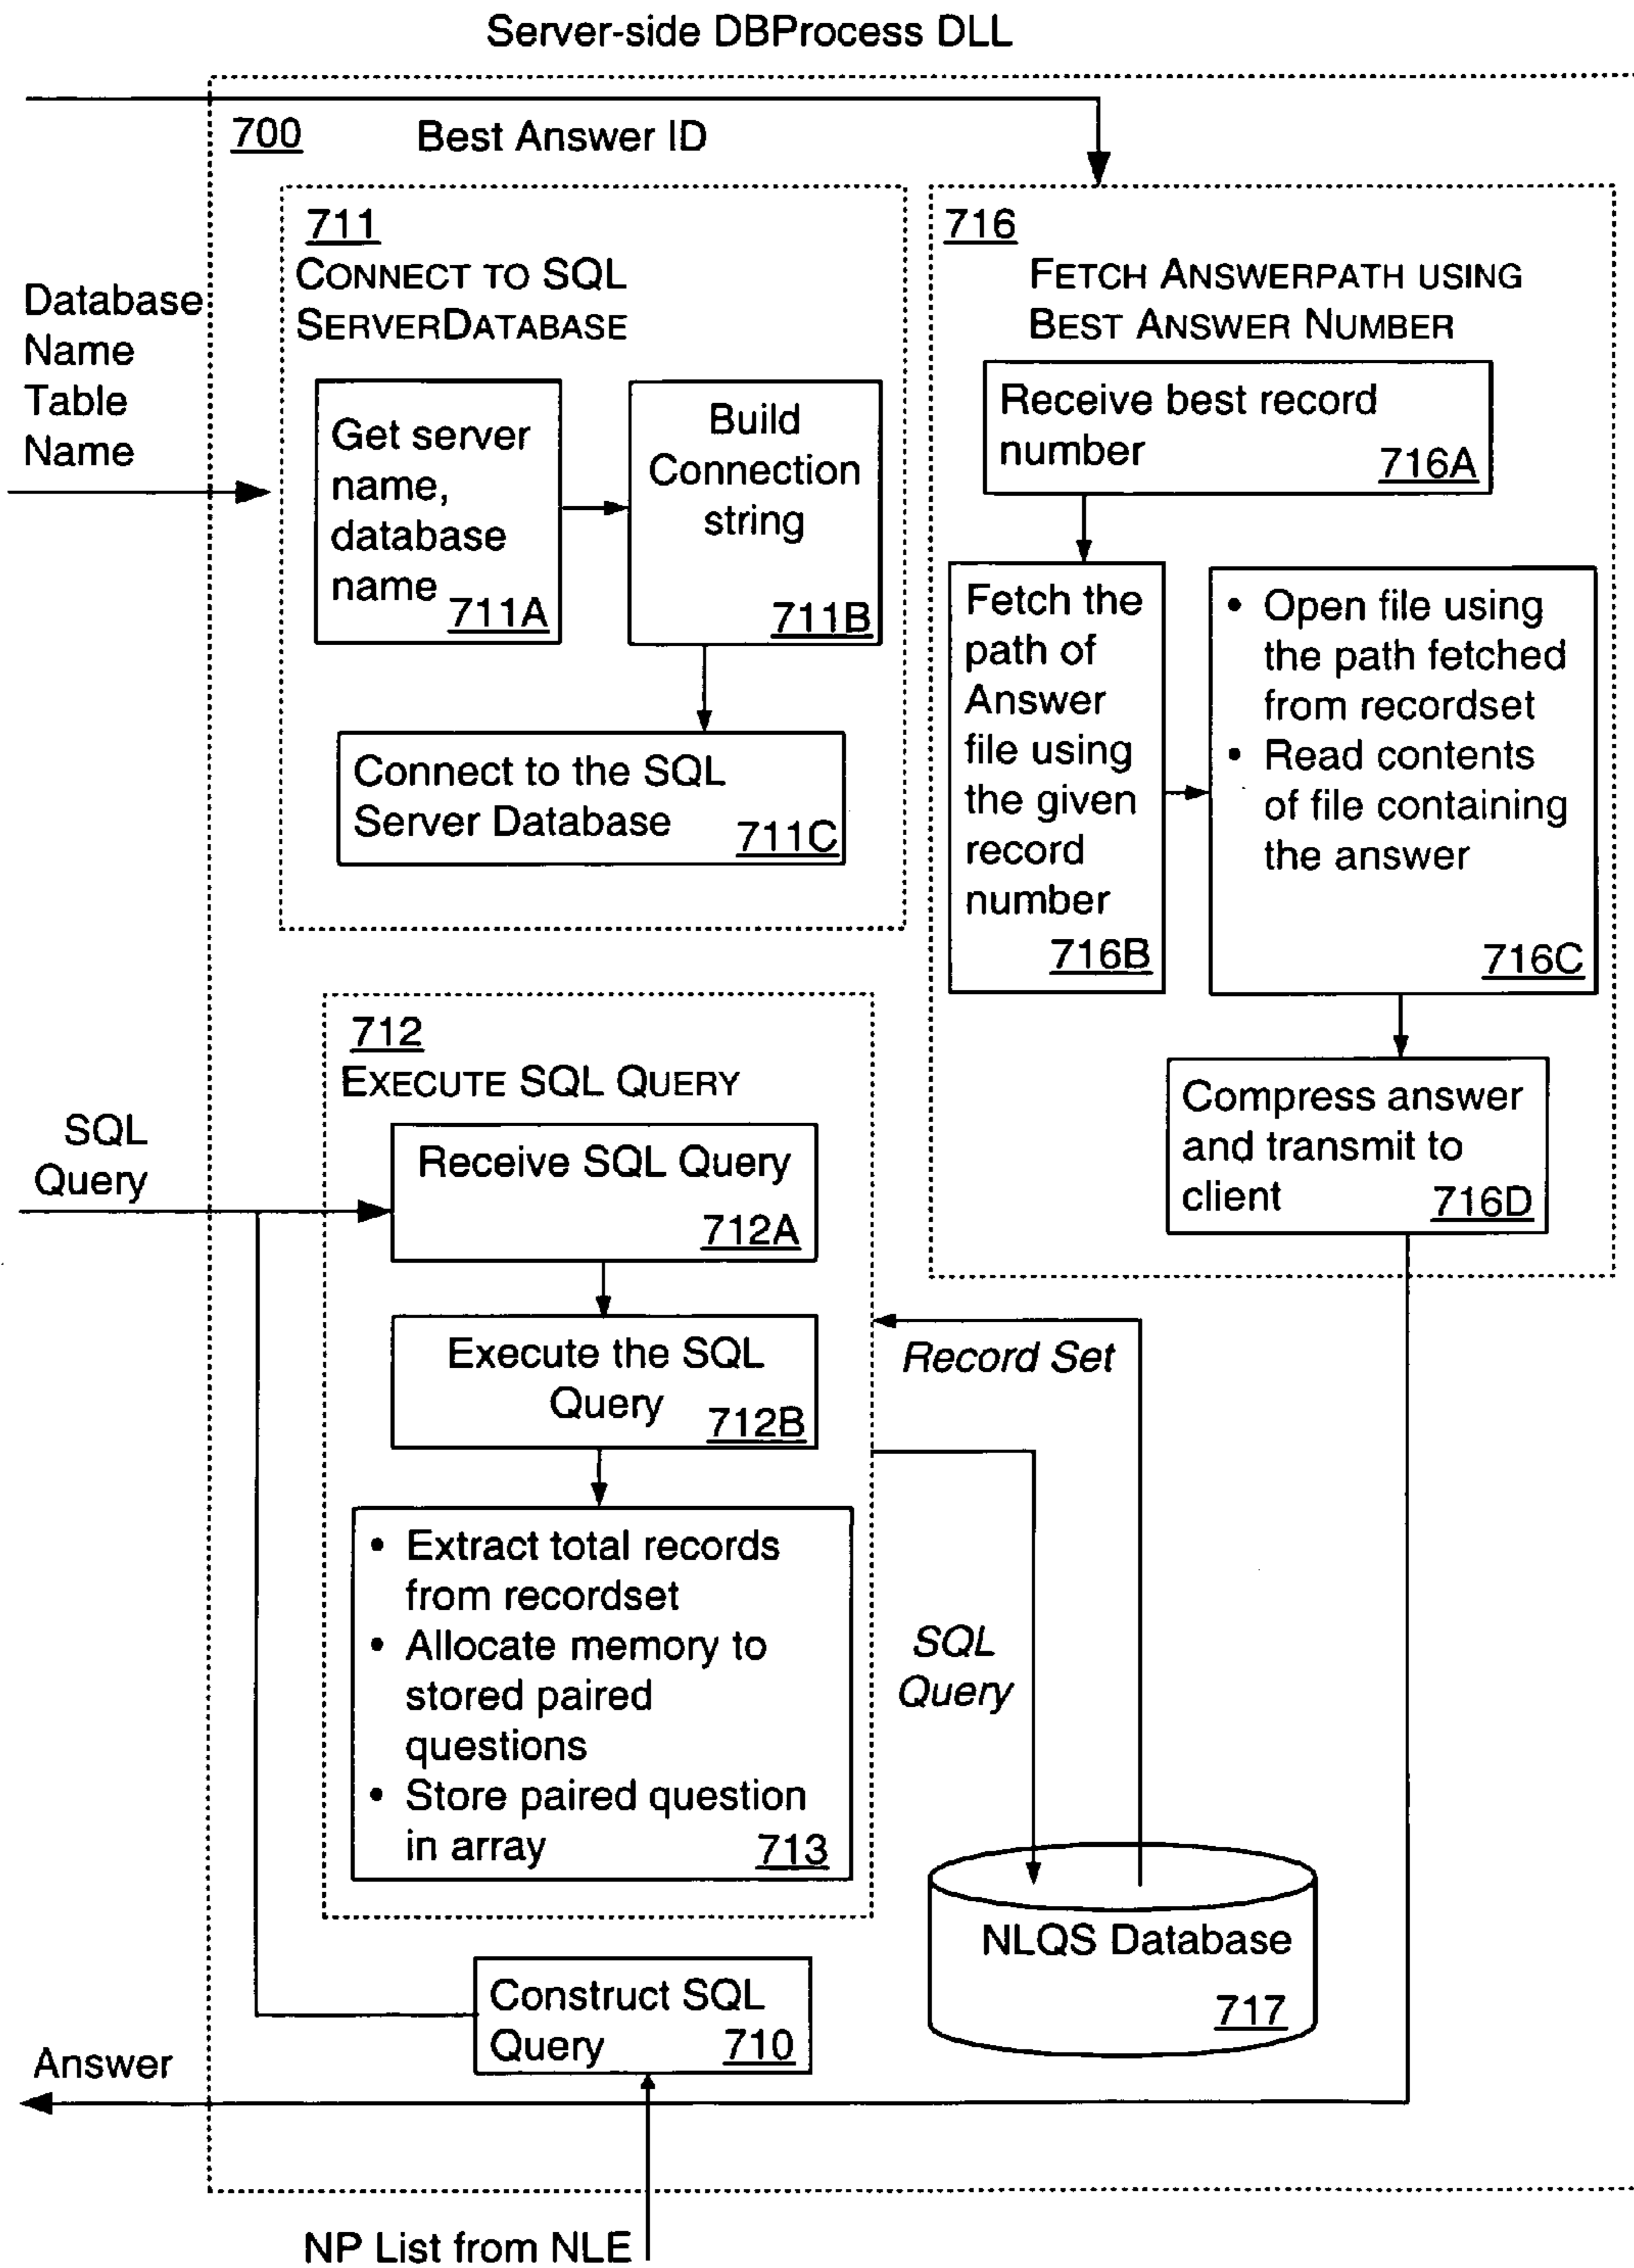 Server-side DBProcess DLL
700
Best Answer ID
Database
Name
Table
Name
711
CONNECT TO SQL
SERVERDATABASE
Get server
name,
database
name
711A
Build
Connection
string
711B
Connect to the SQL
Server Database
711C
716
FETCH ANSWERPATH USING
BEST ANSWER NUMBER
Receive best record
number
716A
Fetch the
path of
Answer
file using
the given
record
number
716B
• Open file using
the path fetched
from recordset
• Read contents
of file containing
the answer
716C
Compress answer
and transmit to
client
716D
712
EXECUTE SQL QUERY
SQL
Query
Receive SQL Query
712A
Execute the SQL
Query
712B
• Extract total records
from recordset
• Allocate memory to
stored paired
questions
• Store paired question
in array
713
Record Set
SQL
Query
NLQS Database
717
Construct SQL
Query
710
Answer
NP List from NLE